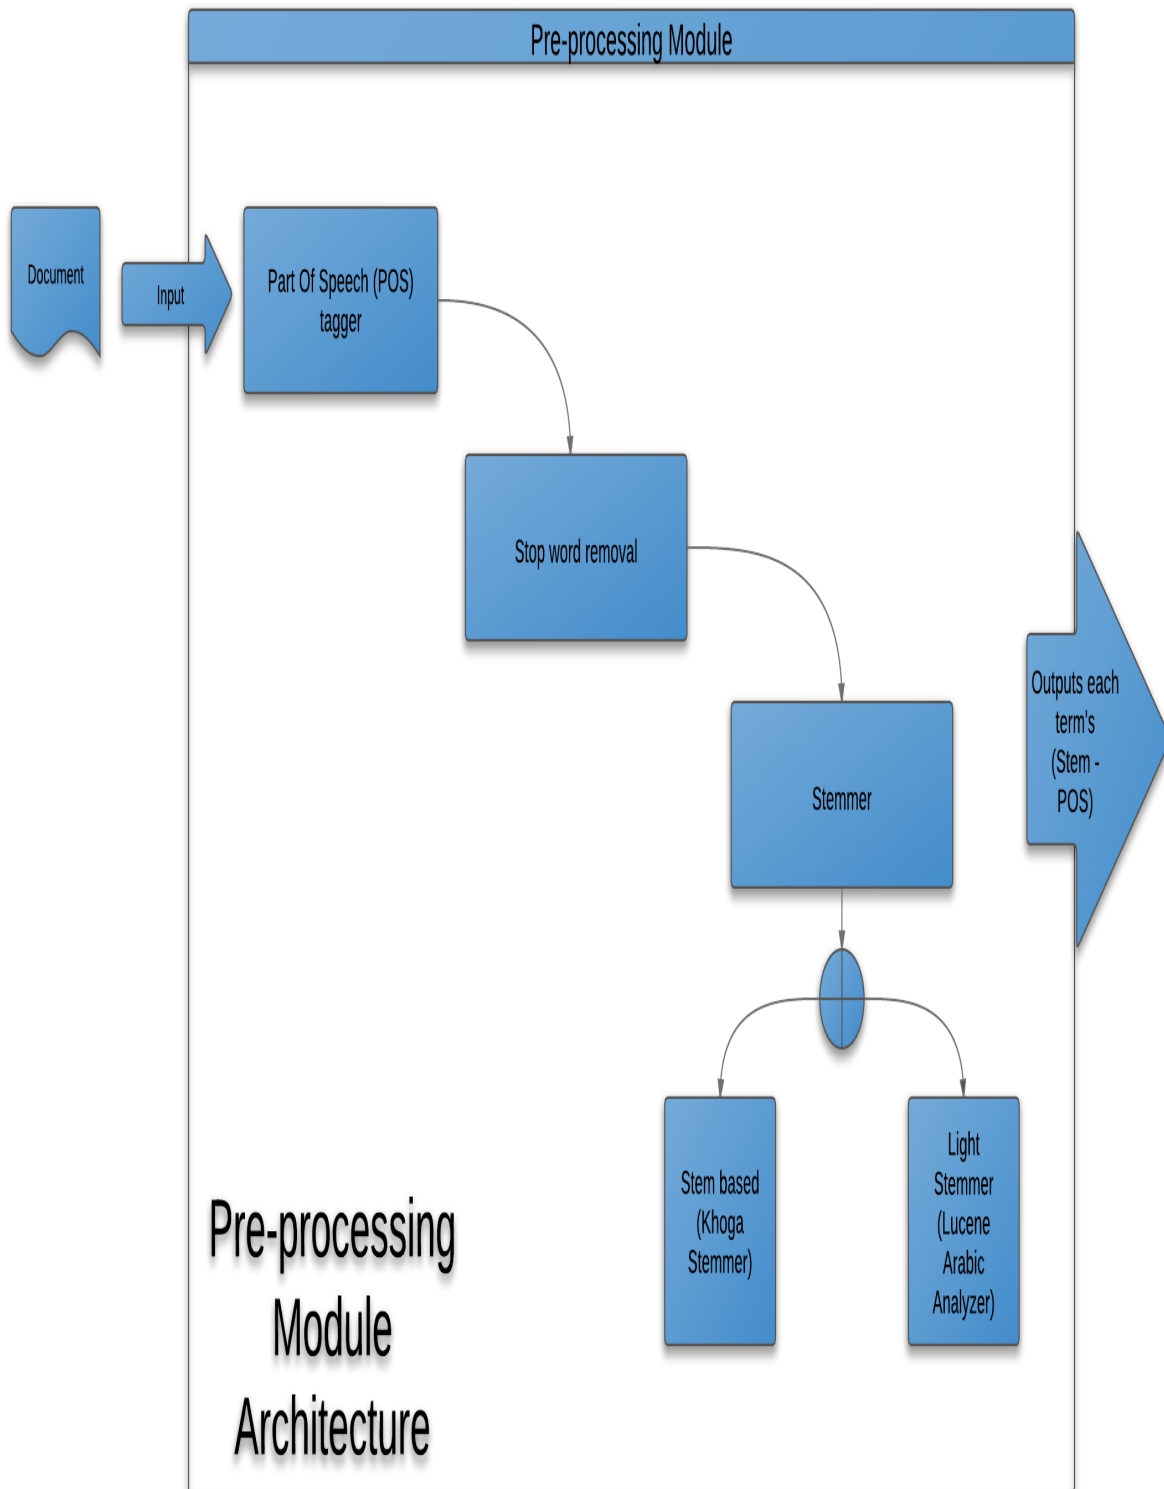 Pre-processing Module
Document
Input
Part Of Speech (POS)
tagger
Stop word removal
Stemmer
Outputs each
term's
(Stem -
POS)
Stem based
(Khoga
Stemmer)
Light
Stemmer
(Lucene
Arabic
Analyzer)
Pre-processing
Module
Architecture